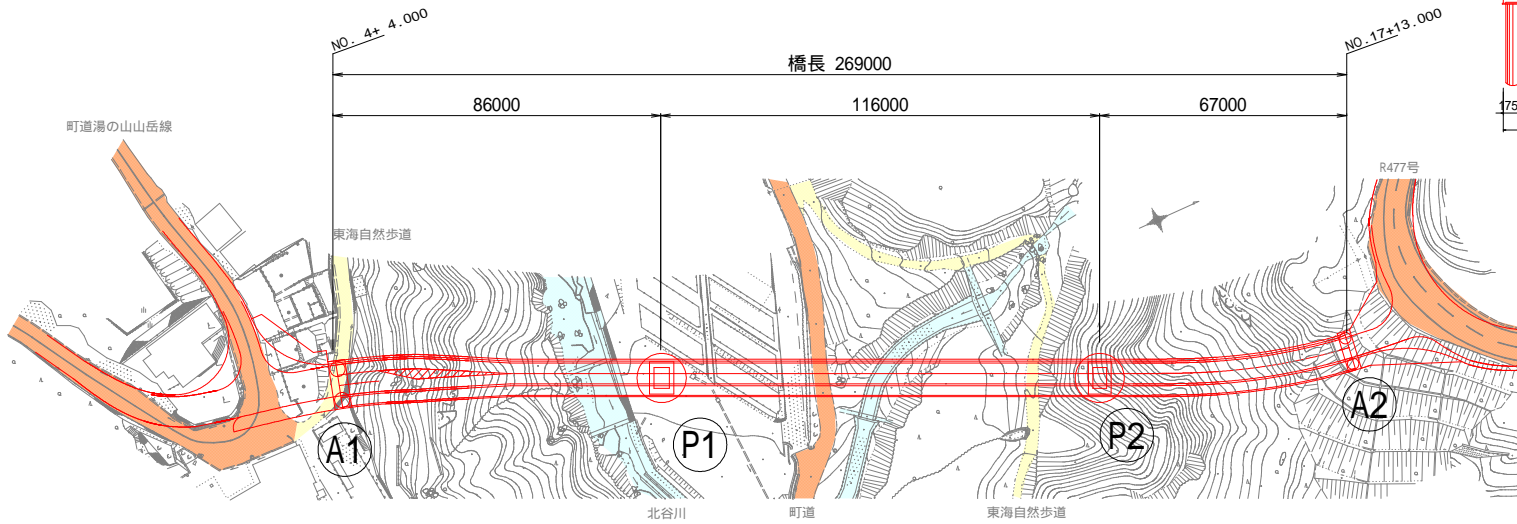 NO. 4+ 4.000
NO.17+13.000
橋長 269000
86000
116000
67000
175
町道湯の山山岳線
R477号
東海自然歩道
A1
P1
P2
A2
北谷川
町道
東海自然歩道